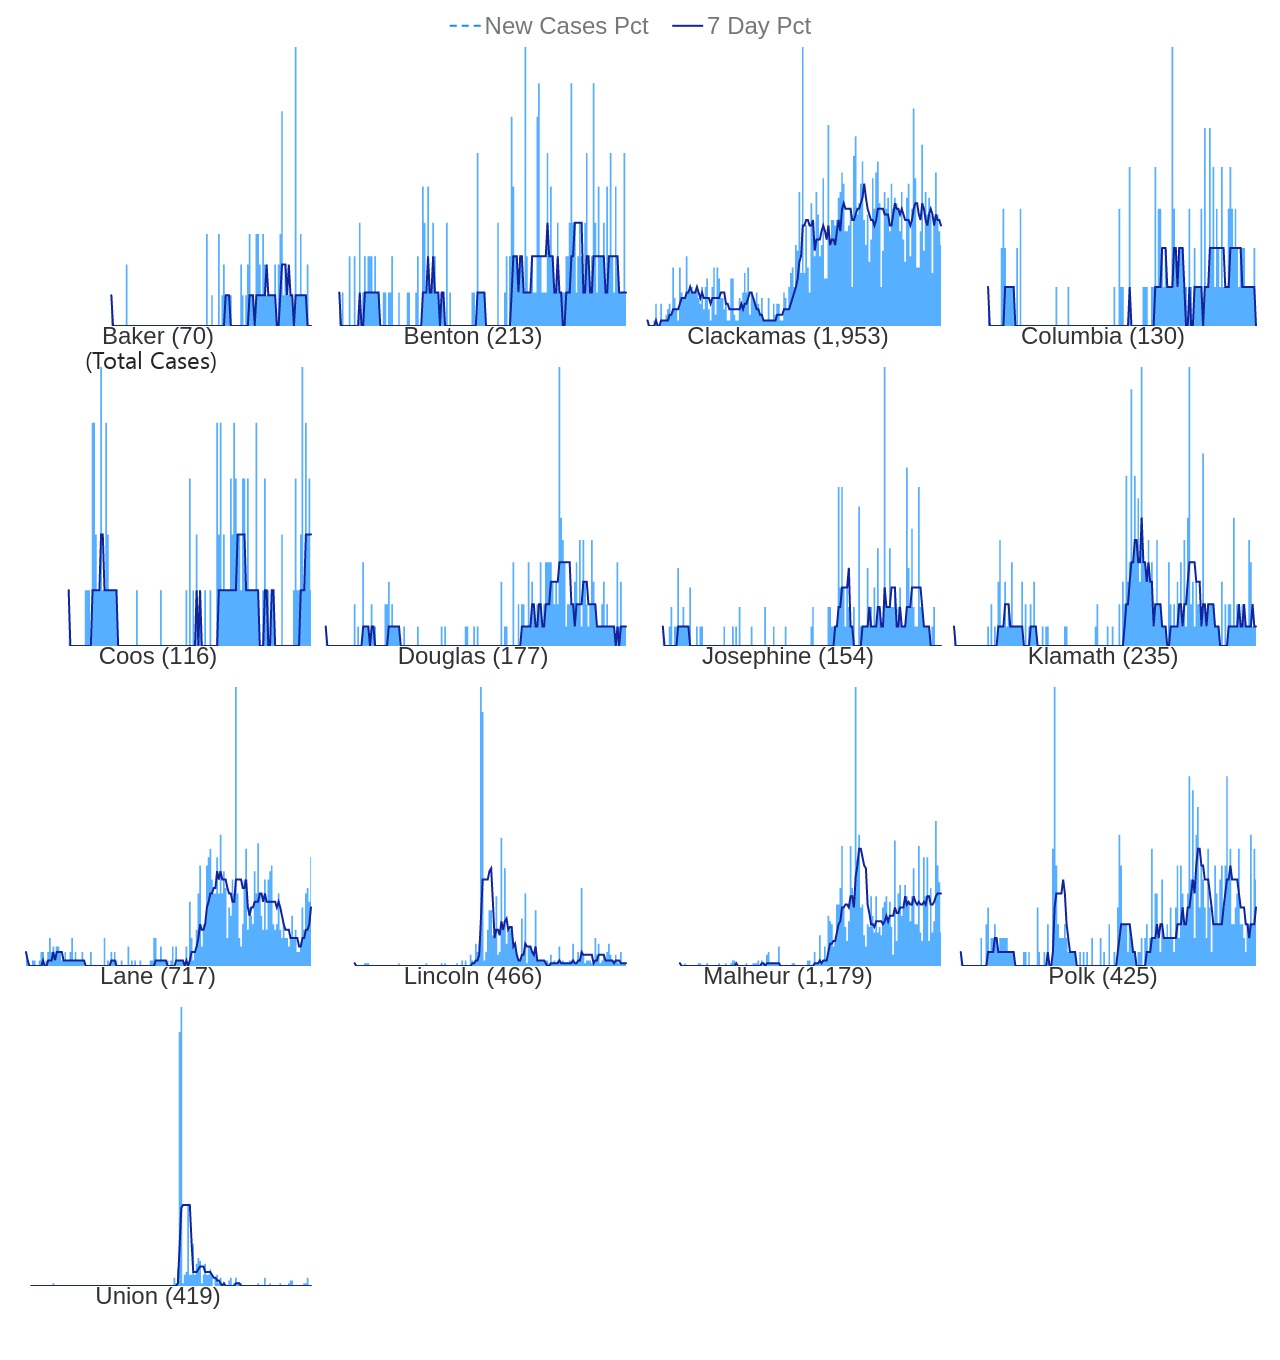 New Cases Pct 7 Day Pct
Baker (70) Benton (213) Clackamas (1,953) Columbia (130)
(Total Cases)
Coos (116) Douglas (177) Josephine (154) Klamath (235)
Lane (717) Lincoln (466) Malheur (1,179) Polk (425)
Union (419)